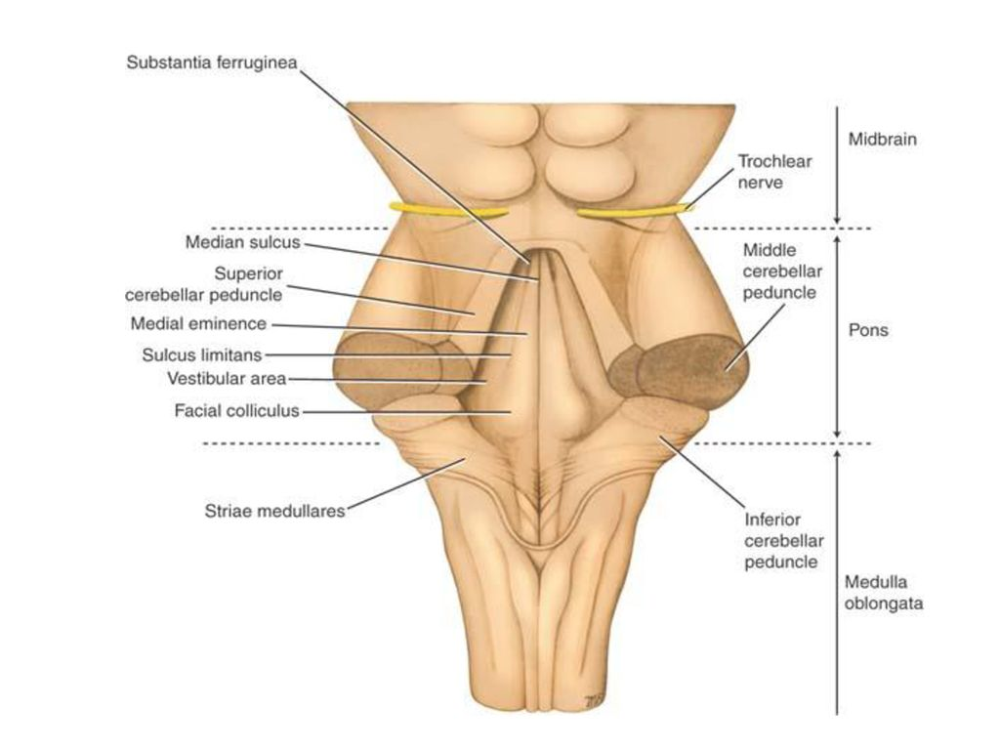 Substantia ferruginea
Midbrain
Trochlear
nerve
Median sulcus
Superior
cerebellar peduncle
Middle
cerebellar
peduncle
Medial eminence
Pons
Sulcus limitans
Vestibular area
Facial colliculus
Striae medullares
Inferior
cerebellar
peduncle
Medulla
oblongata